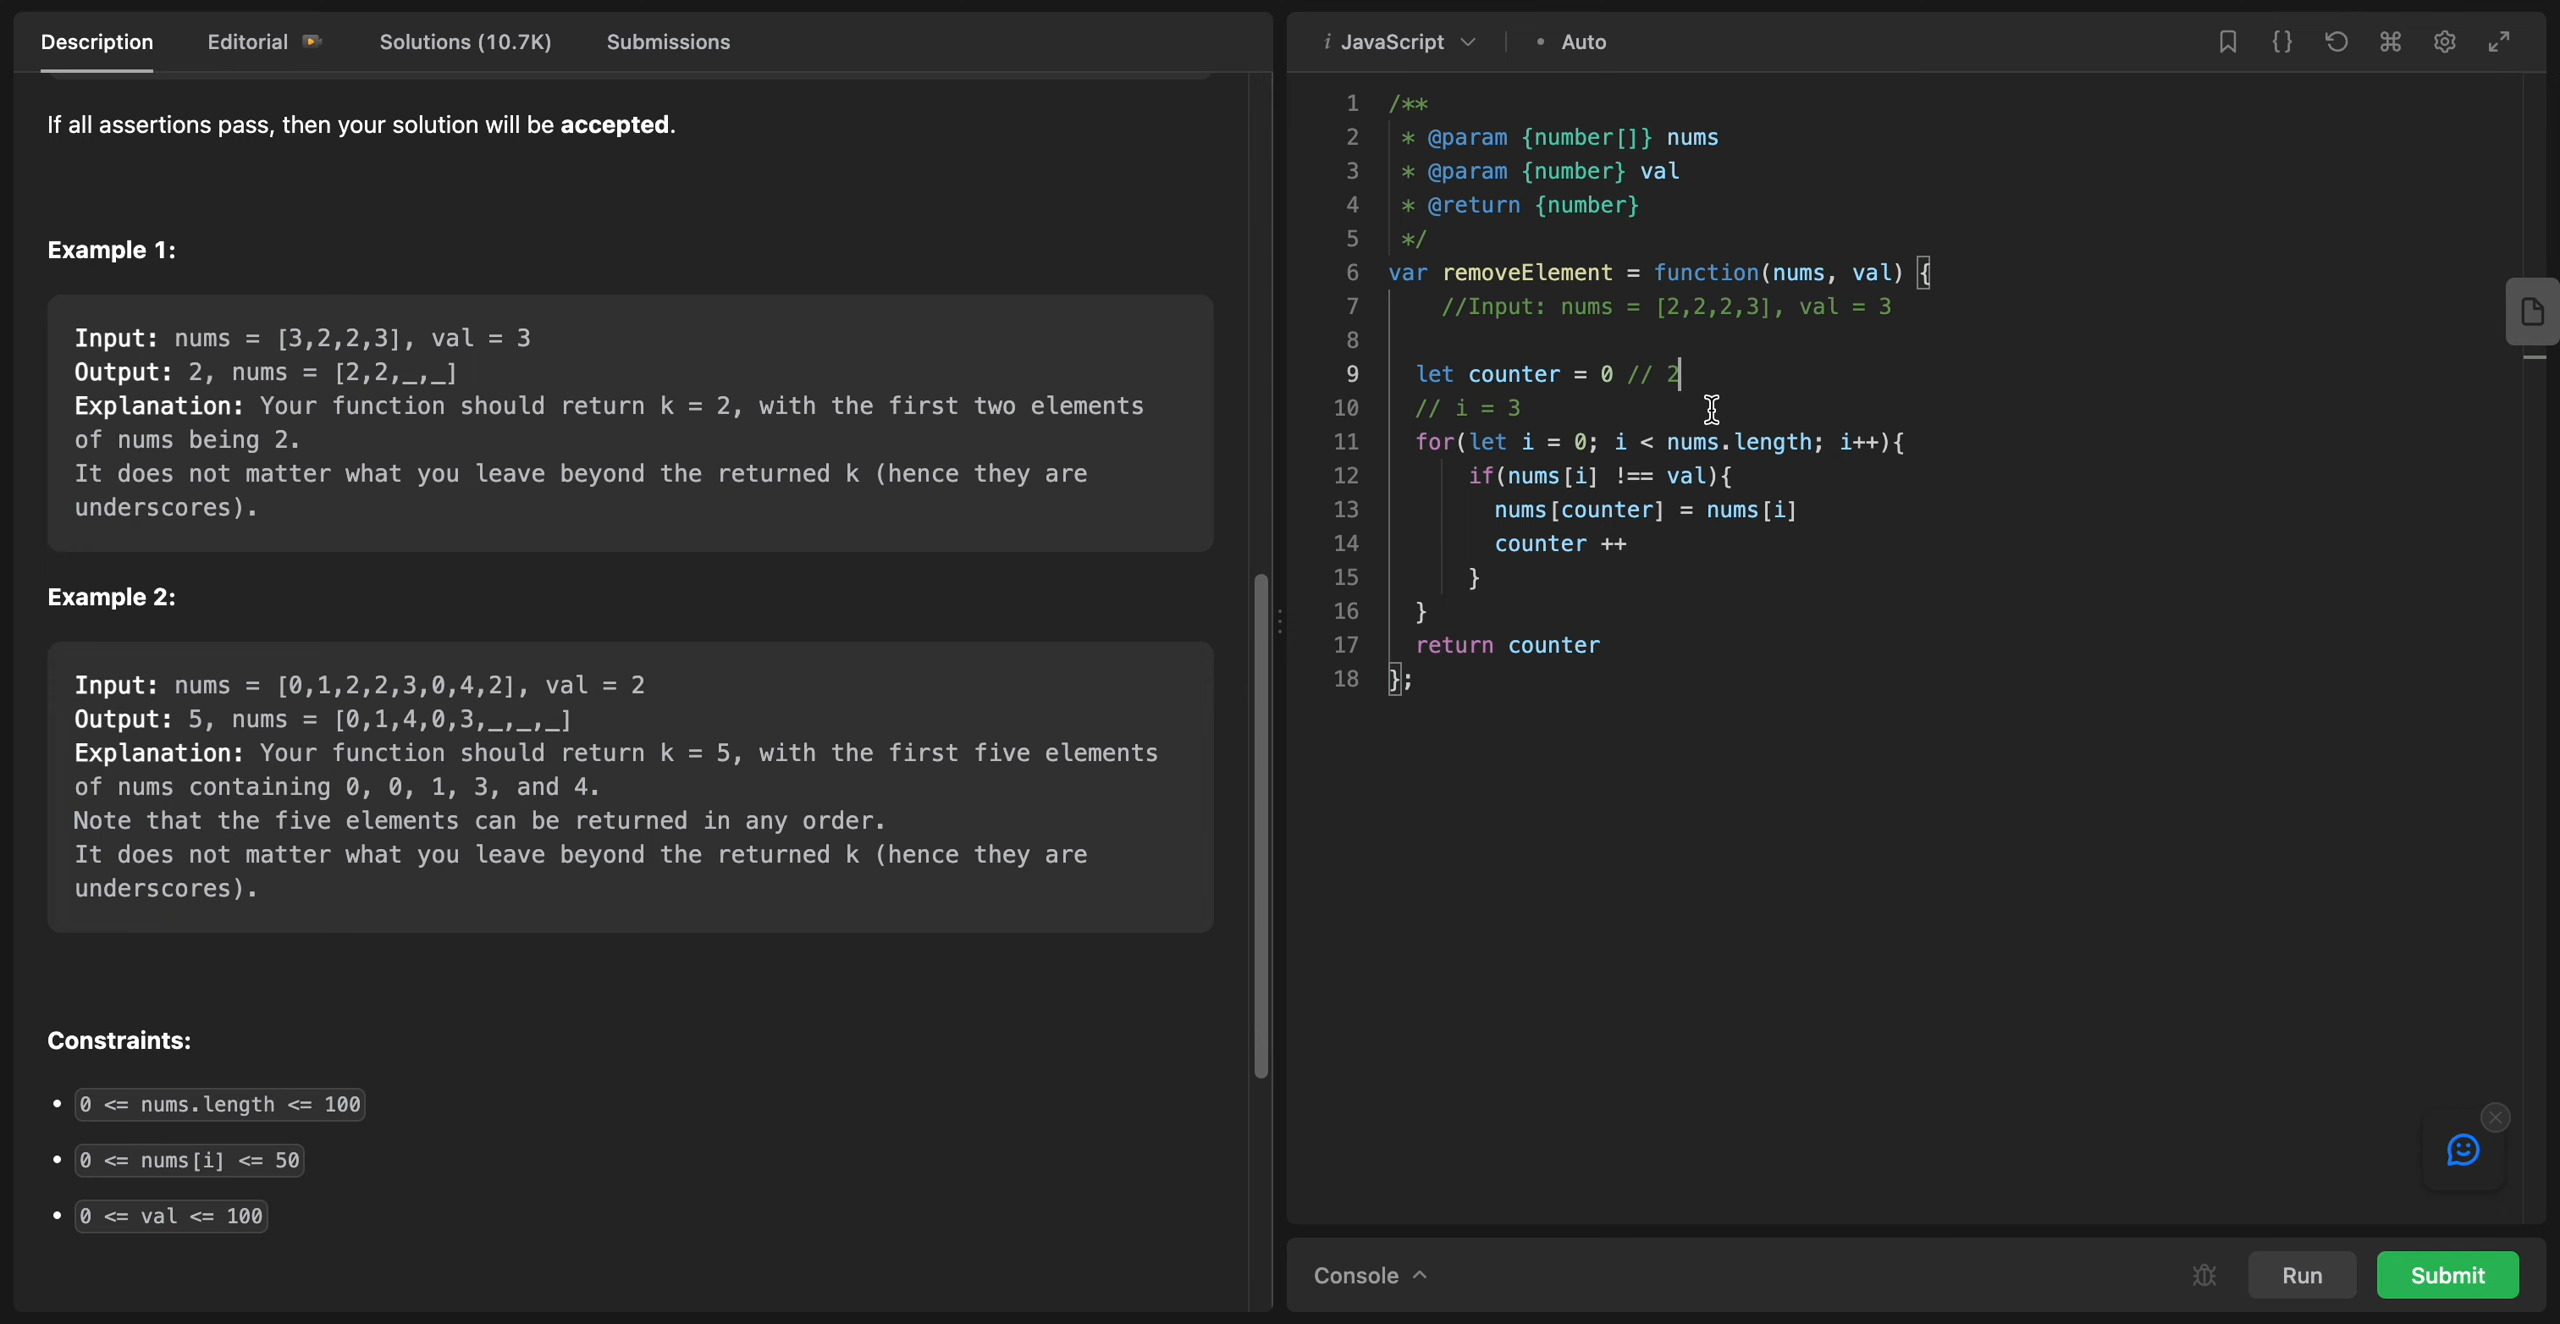 Description Editorial Solutions (10.7K) Submissions
If all assertions pass, then your solution will be accepted.
Example 1:
Input: nums = [3,2,2,3], val = 3
Output: 2, nums = [2,2,_,_]
Explanation: Your function should return k = 2, with the first two elements
of nums being 2.
It does not matter what you leave beyond the returned k (hence they are
underscores).
Example 2:
Input: nums = [0,1,2,2,3,0,4,2], val = 2
Output: 5, nums = [0,1,4,0,3,_,_,_]
Explanation: Your function should return k = 5, with the first five elements
of nums containing 0, 0, 1, 3, and 4.
Note that the five elements can be returned in any order.
It does not matter what you leave beyond the returned k (hence they are
underscores).
Constraints:
• 0 <= nums.length <= 100
• 0 <= nums[i] <= 50
• 0 <= val <= 100
i JavaScript • Auto
1 /**
2 * @param {number[]} nums
3 * @param {number} val
4 * @return {number}
5 */
6 var removeElement = function(nums, val) {
7 //Input: nums = [2,2,2,3], val = 3
8
9 let counter = 0 // 2
10 // i = 3
11 for(let i = 0; i < nums.length; i++){
12 if(nums[i] !== val){
13 nums[counter] = nums[i]
14 counter ++
15 }
16 }
17 return counter
18 };
Console Run Submit